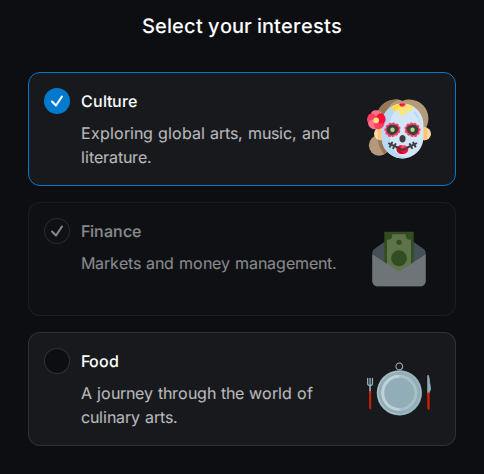 Select your interests
Culture
Exploring global arts, music, and
literature.
Finance
Markets and money management.
Food
A journey through the world of
culinary arts.